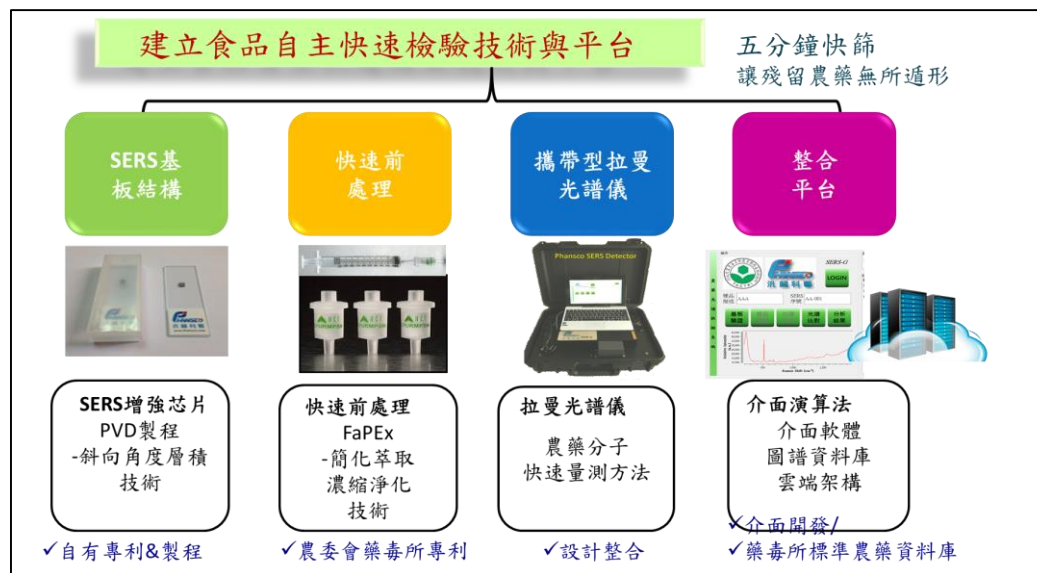 建立食品自主快速檢驗技術與平台
五分鐘快篩
讓殘留農藥無所遁形
SERS基
板結構
快速前
處理
攜帶型拉曼
光譜儀
整合
平台
Phansco SERS Detector
SERS-G
LOGIN
SERS增強芯片
PVD製程
-斜向角度層積
技術
快速前處理
FaPEx
-簡化萃取
濃縮淨化
技術
拉曼光譜儀
農藥分子
快速量測方法
介面演算法
介面軟體
圖譜資料庫
雲端架構
✓自有專利&製程
✓農委會藥毒所專利
✓設計整合
✓介面開發/
✓藥毒所標準農藥資料庫